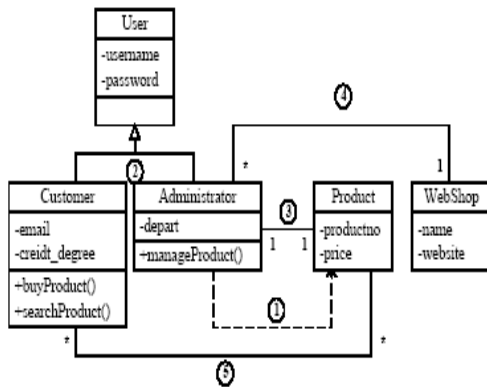 User
-username
-password
④
*
1
②
Customer
-email
-creidt_degree
+buyProduct()
+searchProduct()
Administrator
-depart
+manageProduct()
③
1
1
Product
-productno
-price
WebShop
-name
-website
①
*
*
⑤